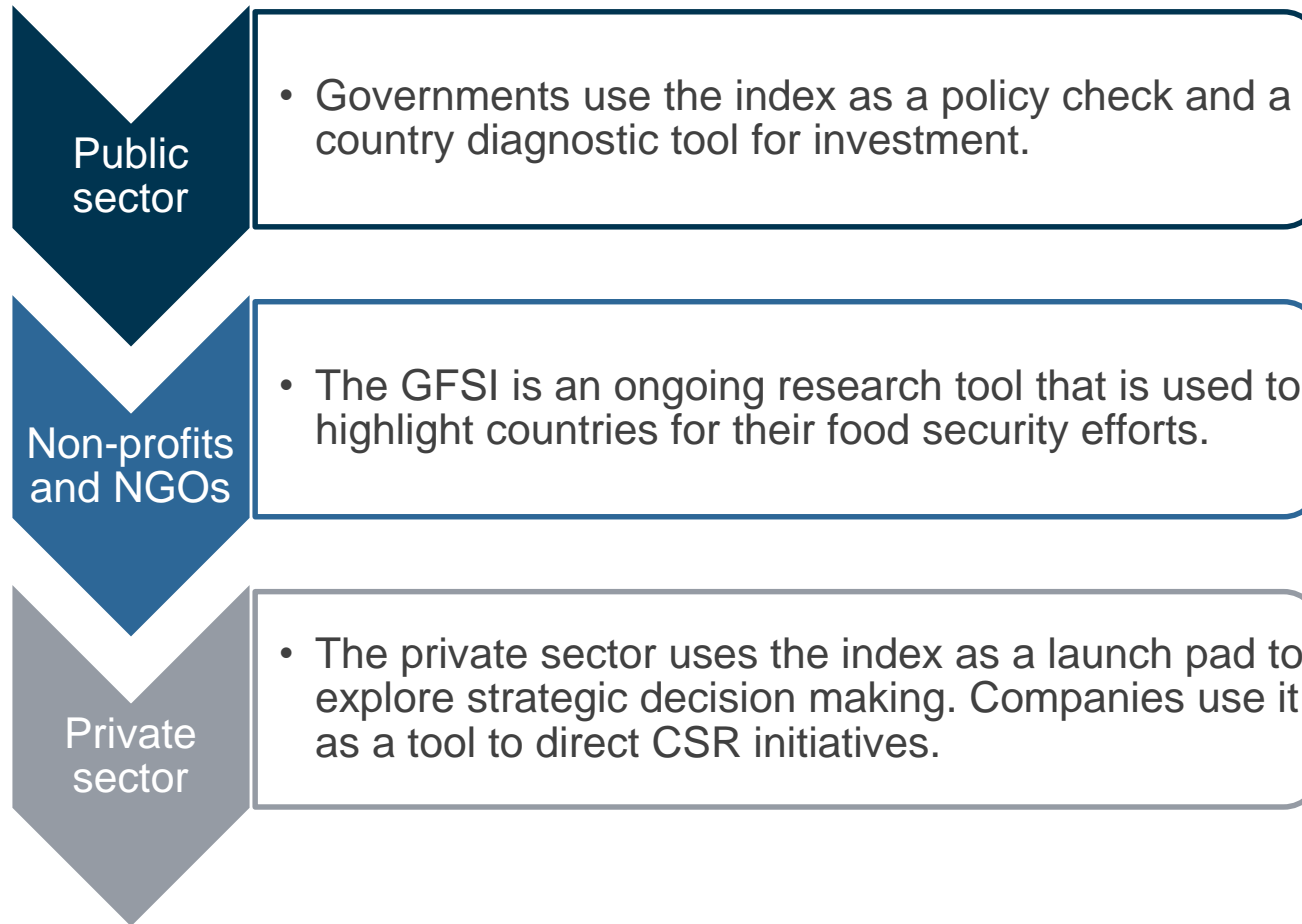 Public
sector
• Governments use the index as a policy check and a
country diagnostic tool for investment.
Non-profits
and NGOs
• The GFSI is an ongoing research tool that is used to
highlight countries for their food security efforts.
Private
sector
• The private sector uses the index as a launch pad to
explore strategic decision making. Companies use it
as a tool to direct CSR initiatives.